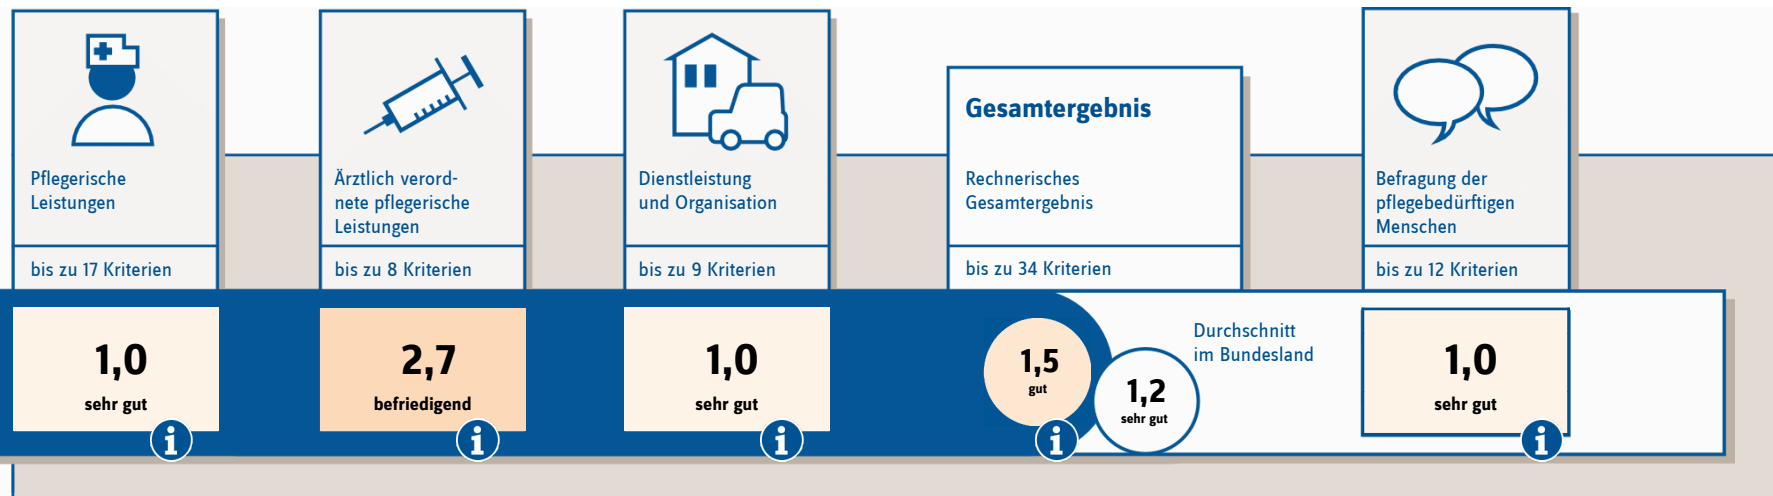 Pflegerische
Leistungen
bis zu 17 Kriterien
1,0
sehr gut
i
Ärztlich verord-
nete pflegerische
Leistungen
bis zu 8 Kriterien
2,7
befriedigend
i
Dienstleistung
und Organisation
bis zu 9 Kriterien
1,0
sehr gut
i
Gesamtergebnis
Rechnerisches
Gesamtergebnis
bis zu 34 Kriterien
1,5
gut
i
Durchschnitt
im Bundesland
1,2
sehr gut
Befragung der
pflegebedürftigen
Menschen
bis zu 12 Kriterien
1,0
sehr gut
i